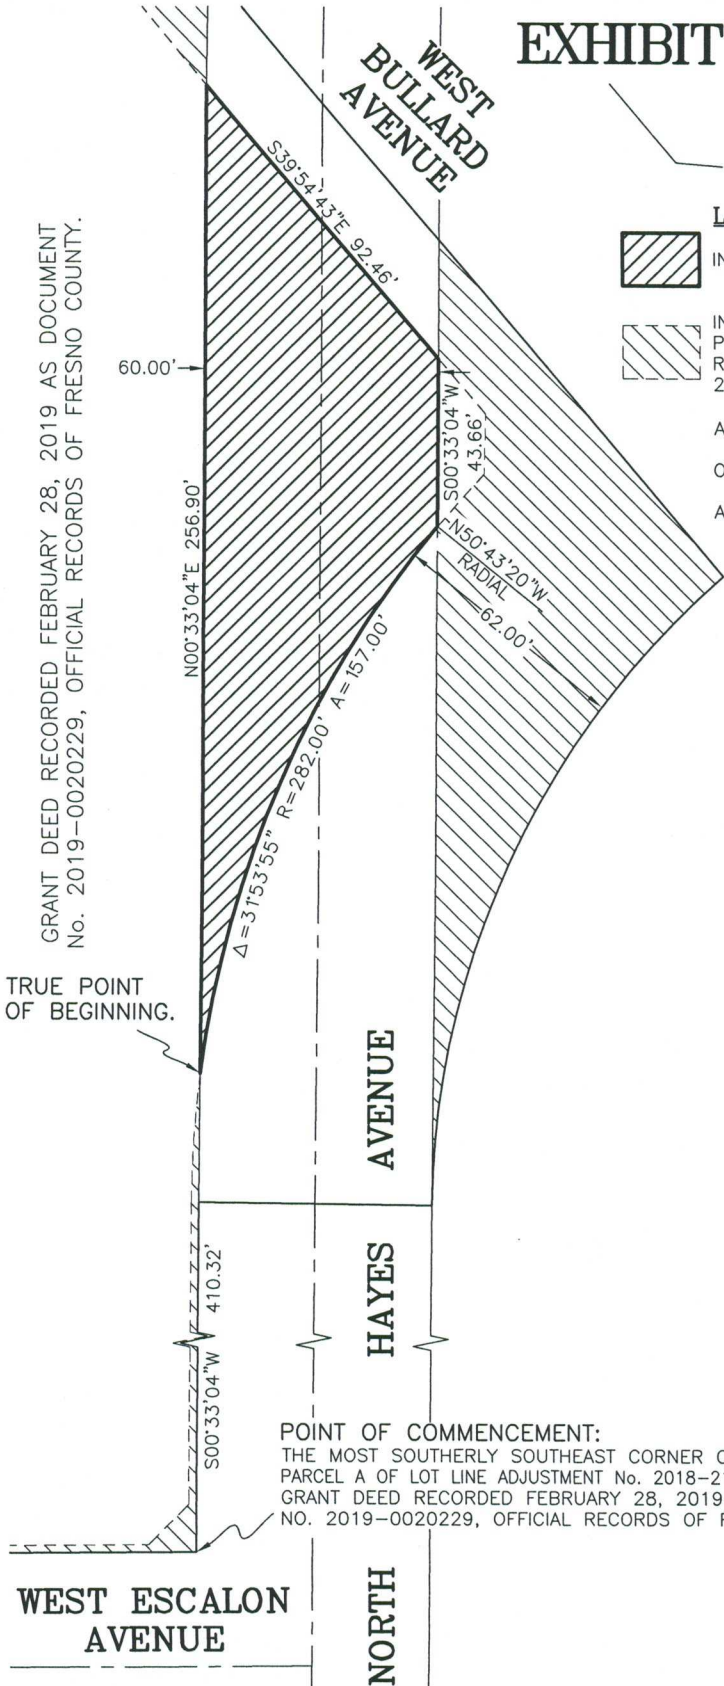 EXHIBIT
WEST
BULLARD
AVENUE
S39°54'43"E 92.46'
GRANT DEED RECORDED FEBRUARY 28, 2019 AS DOCUMENT
No. 2019-0020229, OFFICIAL RECORDS OF FRESNO COUNTY.
60.00'
N00°33'04"E 256.90'
S00°33'04"W
43.66'
N50°43'20"W
RADIAL
62.00'
Δ=31°53'55" R=282.00' A=157.00'
TRUE POINT
OF BEGINNING.
NORTH HAYES AVENUE
S00°33'04"W 410.32'
POINT OF COMMENCEMENT:
THE MOST SOUTHERLY SOUTHEAST CORNER
PARCEL A OF LOT LINE ADJUSTMENT No. 2018-2
GRANT DEED RECORDED FEBRUARY 28, 2019
NO. 2019-0020229, OFFICIAL RECORDS OF
WEST ESCALON
AVENUE